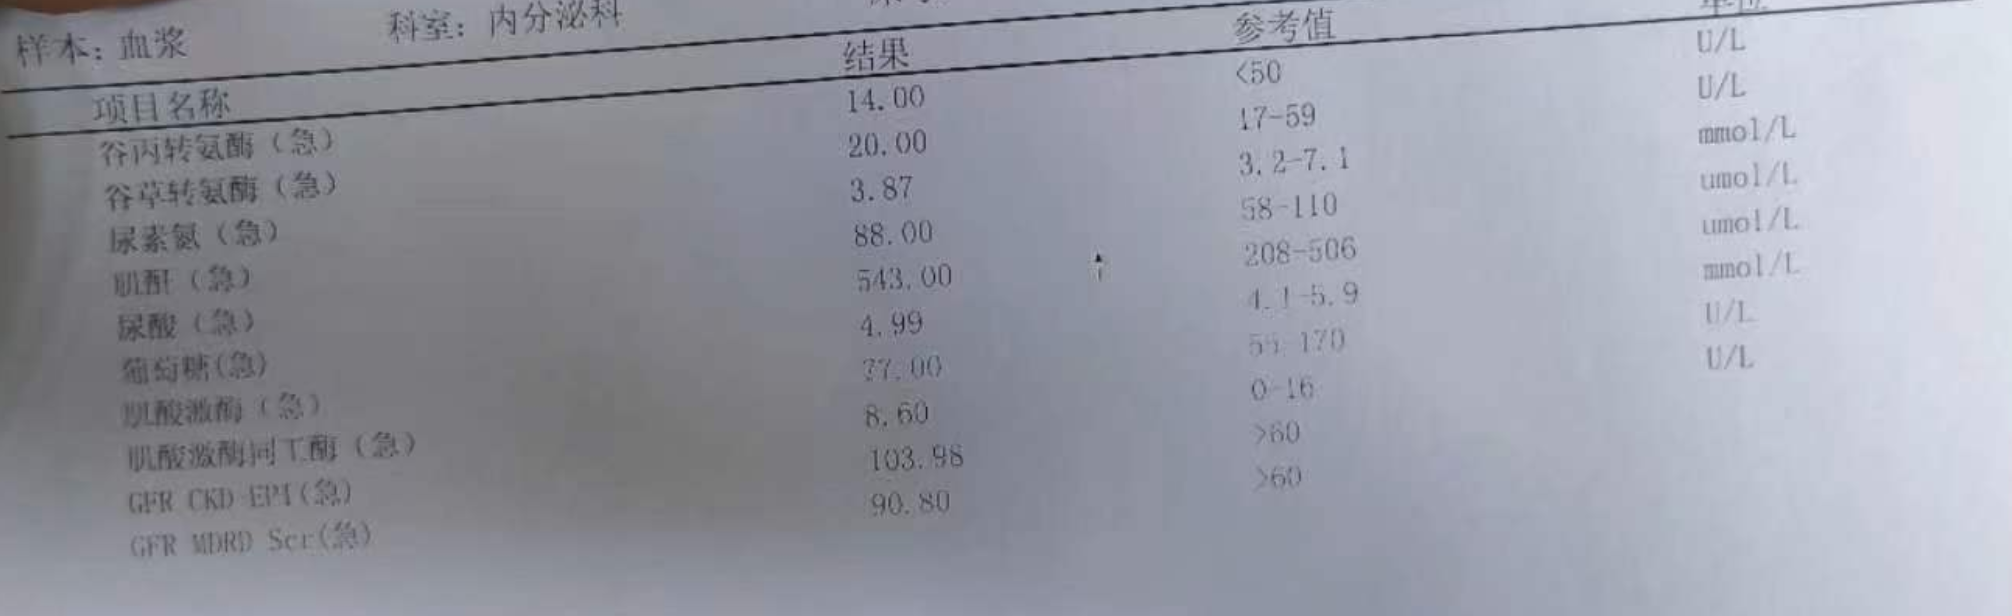 样本: 血浆 科室: 内分泌科
项目名称 结果 参考值 单位
谷丙转氨酶（急） 14.00 <50 U/L
谷草转氨酶（急） 20.00 17-59 U/L
尿素氮（急） 3.87 3.2-7.1 mmol/L
肌酐（急） 88.00 58-110 umol/L
尿酸（急） 543.00 ↑ 208-506 umol/L
葡萄糖(急) 4.99 4.1-5.9 mmol/L
肌酸激酶（急） 77.00 55-170 U/L
肌酸激酶同工酶（急） 8.60 0-16 U/L
GFR CKD-EPI(急) 103.98 >60
GFR MDRD Scr(急) 90.80 >60